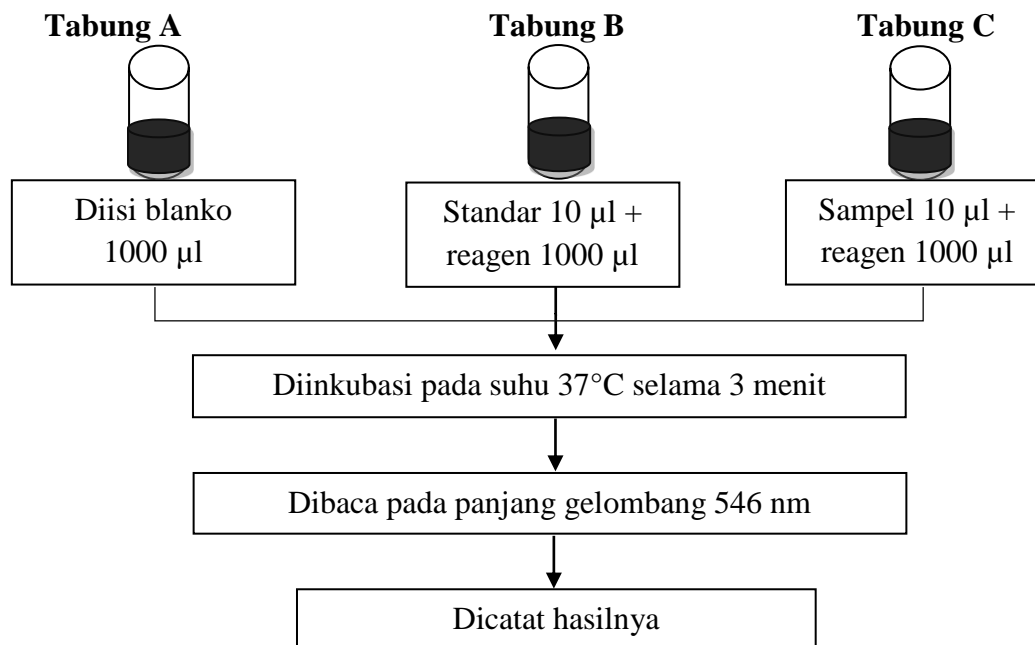 Tabung A
Tabung B
Tabung C
Diisi blanko
1000 µl
Standar 10 µl +
reagen 1000 µl
Sampel 10 µl +
reagen 1000 µl
Diinkubasi pada suhu 37°C selama 3 menit
Dibaca pada panjang gelombang 546 nm
Dicatat hasilnya